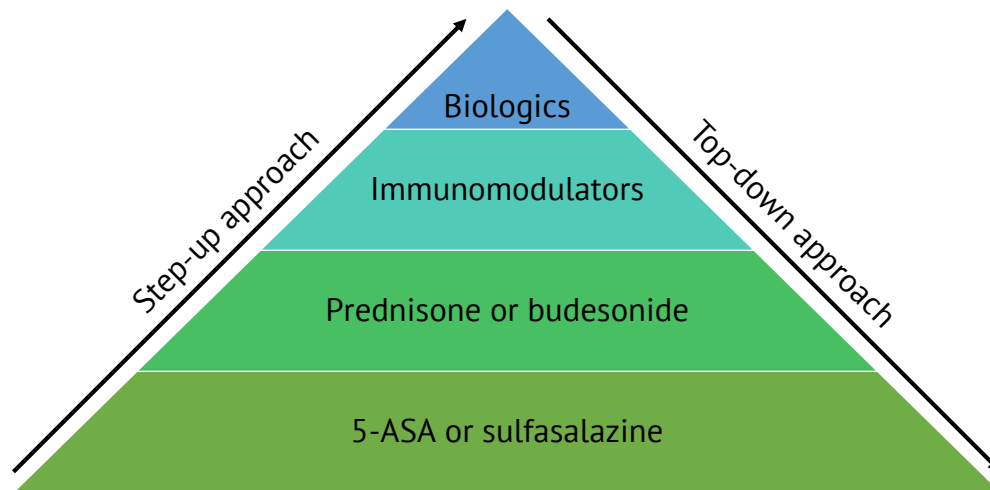 Biologics
Step-up approach
Top-down approach
Immunomodulators
Prednisone or budesonide
5-ASA or sulfasalazine